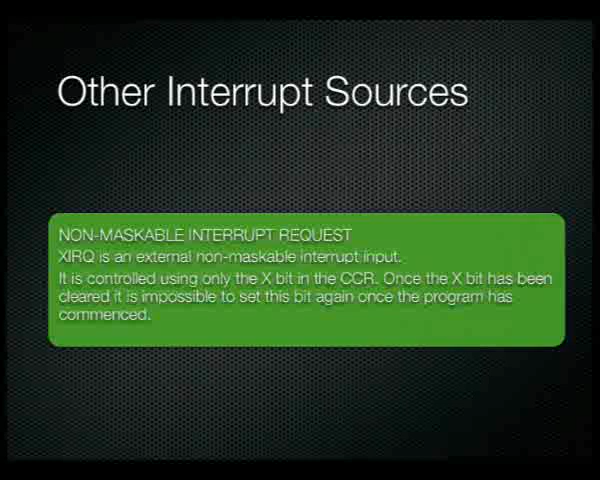 Other Interrupt Sources
NON-MASKABLE INTERRUPT REQUEST
XIRQ is an external non-maskable interrupt input.
It is controlled using only the X bit in the CCR. Once the X bit has been
cleared it is impossible to set this bit again once the program has
commenced.